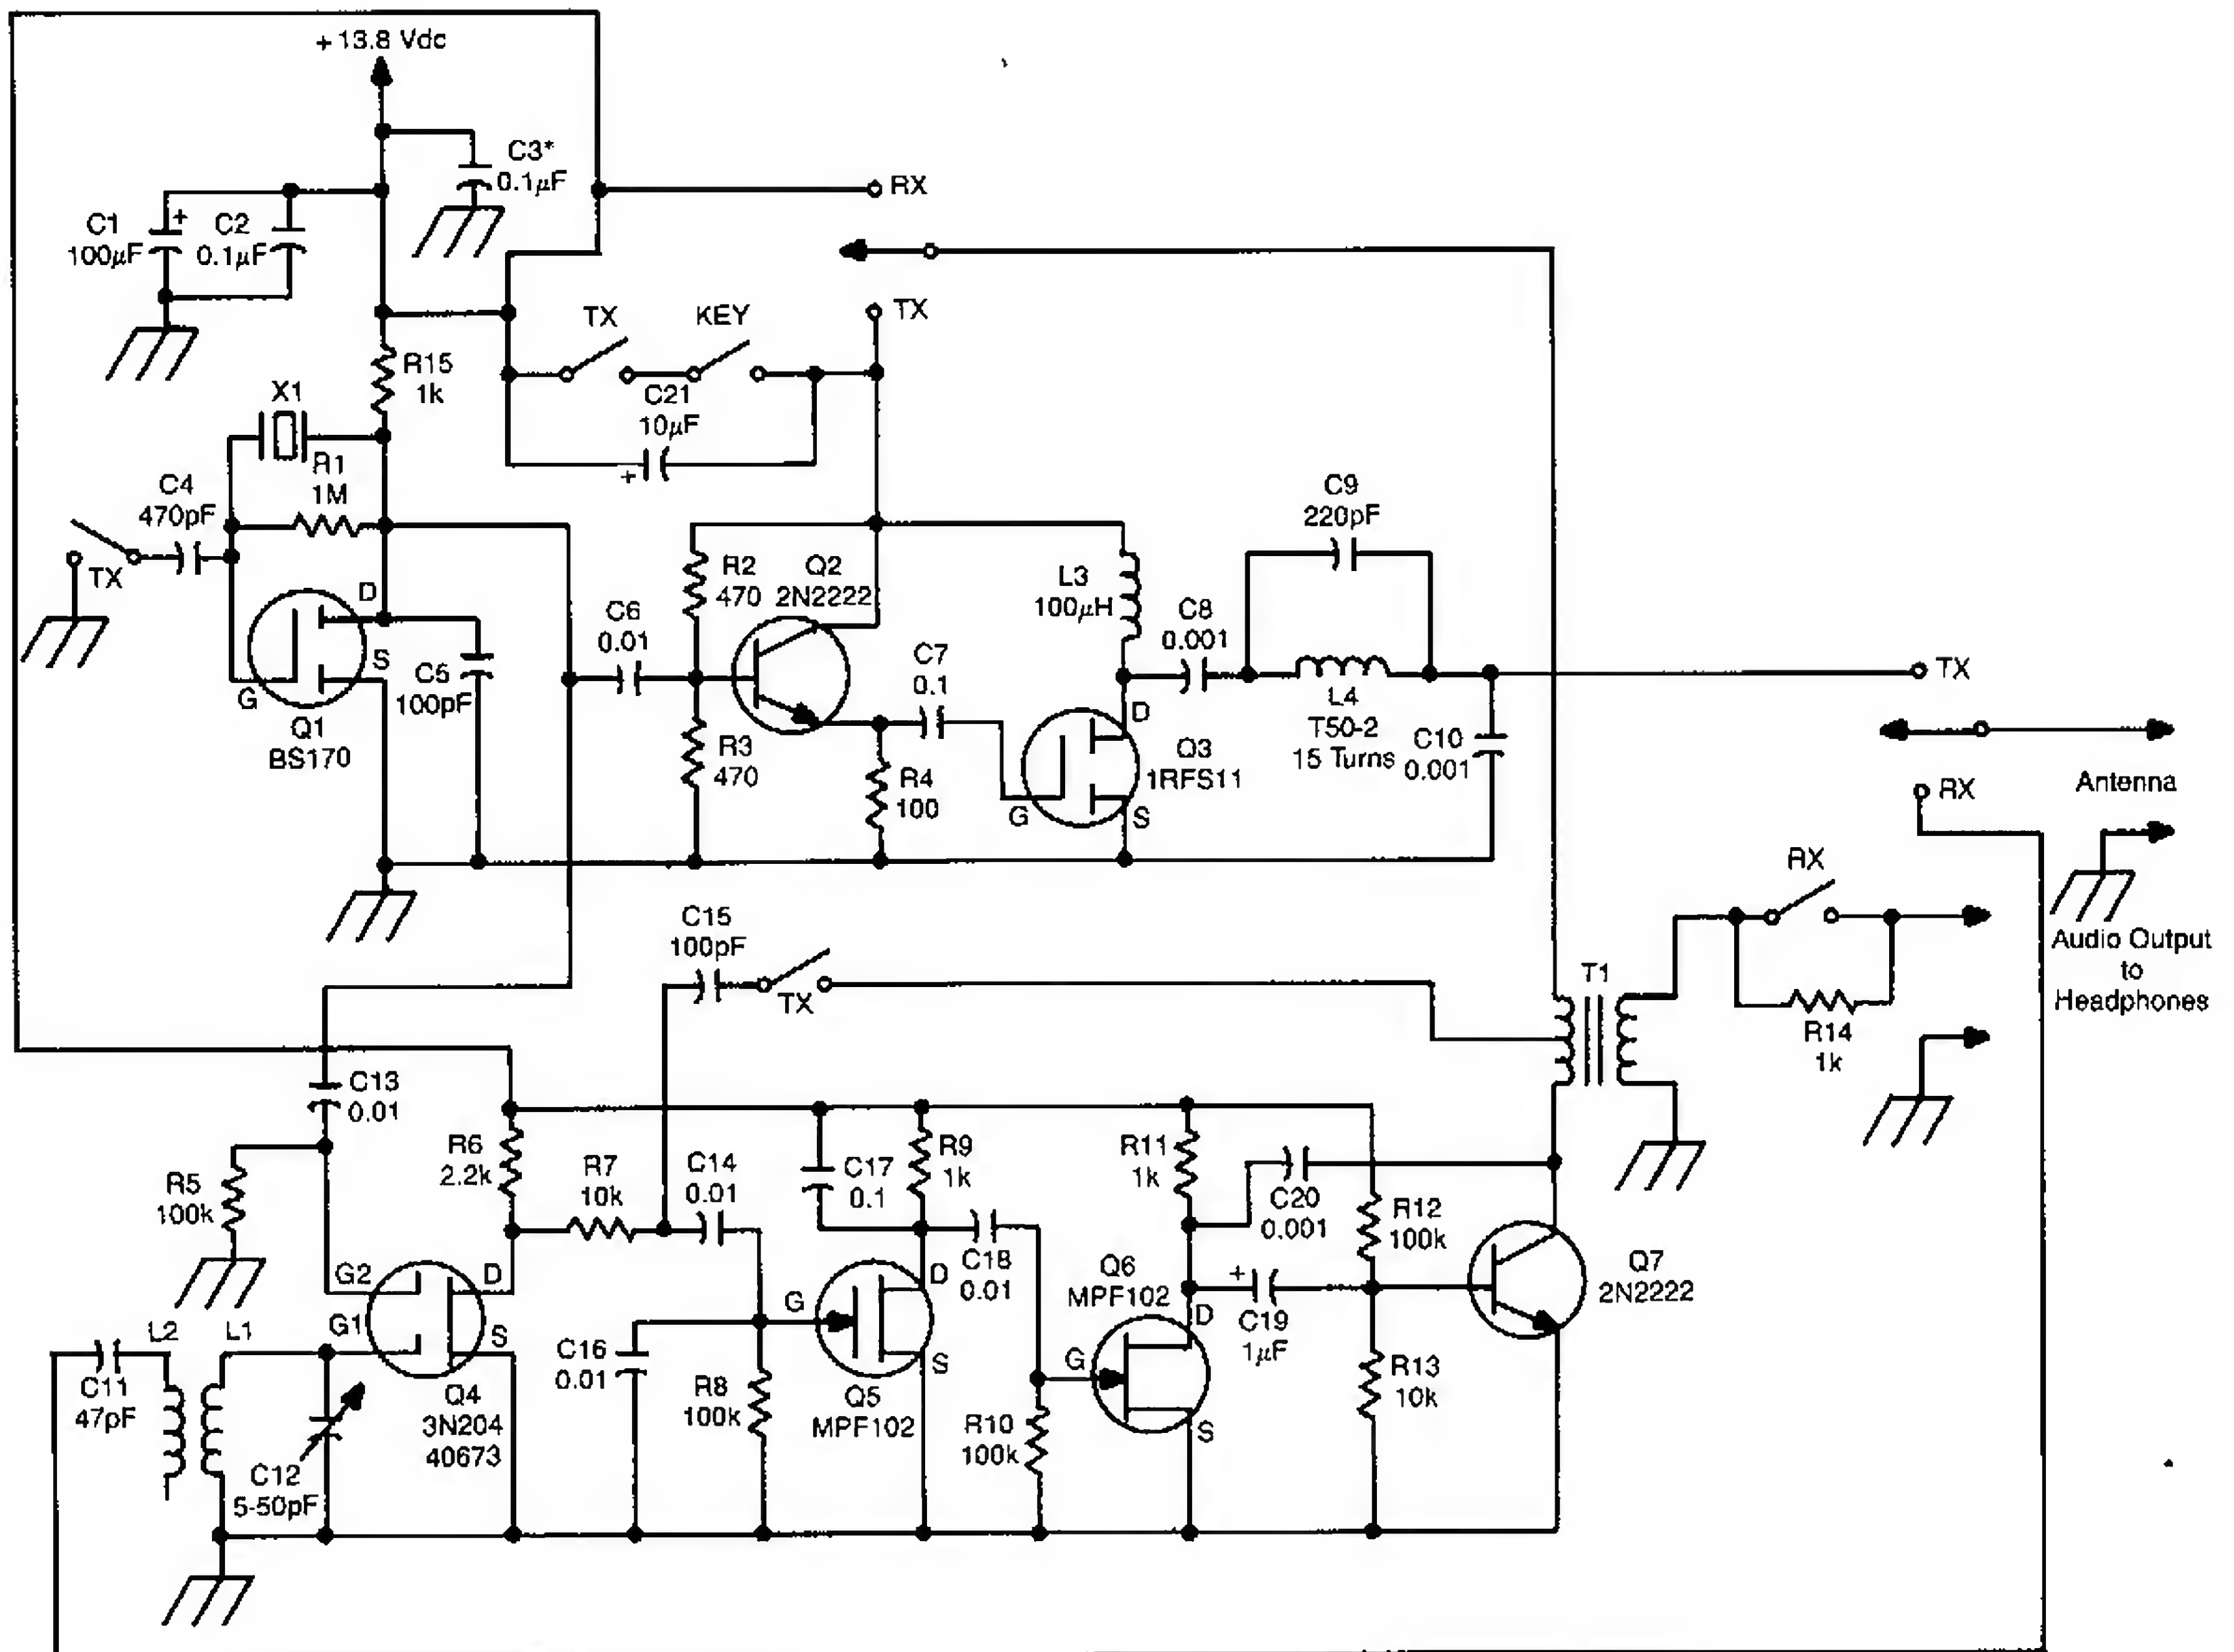 + 13.8 Vdc
C3*
0.1µF
RX
C1
100µF
+
C2
0.1µF
TX
KEY
TX
R15
1k
X1
C21
10µF
+
R1
1M
C4
470pF
TX
C9
220pF
D
S
G
Q1
BS170
C5
100pF
C6
0.01
R2
470
Q2
2N2222
L3
100µH
C8
0.001
C7
0.1
R3
470
R4
100
D
G
S
Q3
1RFS11
L4
T50-2
15 Turns
C10
0.001
TX
RX
Antenna
RX
Audio Output
to
Headphones
C15
100pF
TX
T1
R14
1k
C13
0.01
R5
100k
R6
2.2k
R7
10k
C14
0.01
C17
0.1
R9
1k
R11
1k
C20
0.001
R12
100k
C18
0.01
G2
D
G1
S
Q4
3N204
40673
L2
L1
C11
47pF
C12
5-50pF
C16
0.01
R8
100k
G
D
S
Q5
MPF102
R10
100k
Q6
MPF102
G
D
S
+
C19
1µF
R13
10k
Q7
2N2222